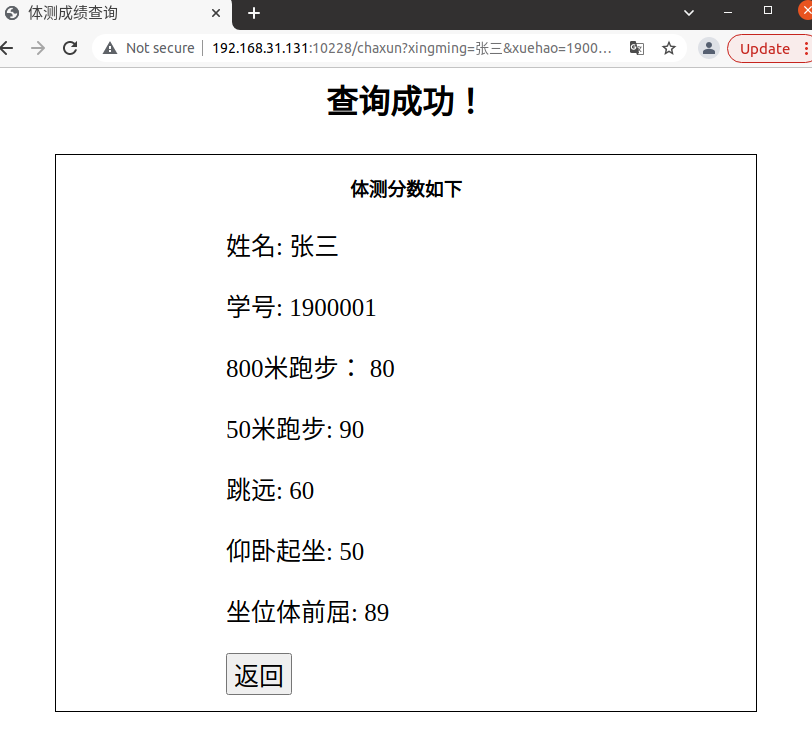 体测成绩查询
Not secure 192.168.31.131:10228/chaxun?xingming=张三&xuehao=1900...
Update
查询成功！
体测分数如下
姓名: 张三
学号: 1900001
800米跑步： 80
50米跑步: 90
跳远: 60
仰卧起坐: 50
坐位体前屈: 89
返回